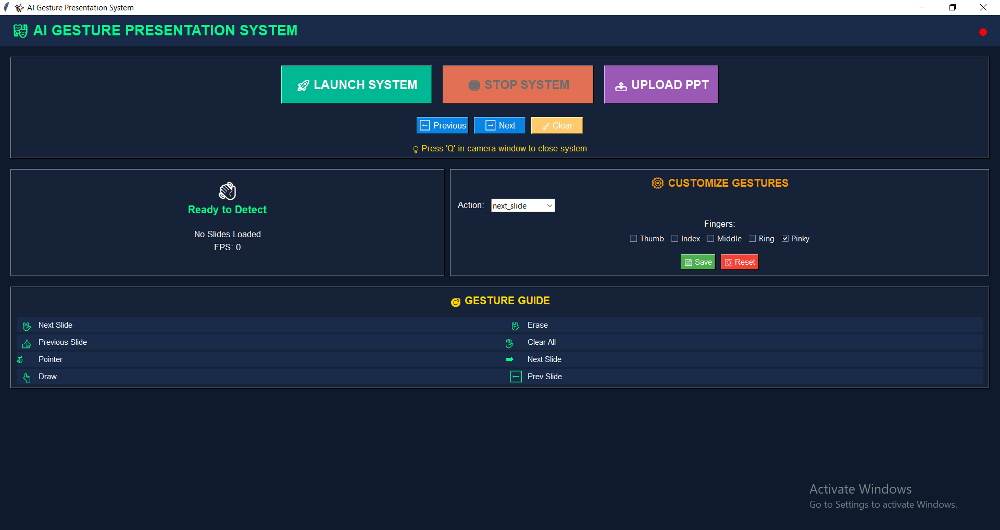 AI Gesture Presentation System
AI GESTURE PRESENTATION SYSTEM
LAUNCH SYSTEM
STOP SYSTEM
UPLOAD PPT
Previous
Next
Clear
Press 'Q' in camera window to close system
Ready to Detect
No Slides Loaded
FPS: 0
CUSTOMIZE GESTURES
Action: next_slide
Fingers:
Thumb Index Middle Ring Pinky
Save Reset
GESTURE GUIDE
Next Slide
Erase
Previous Slide
Clear All
Pointer
Next Slide
Draw
Prev Slide
Activate Windows
Go to Settings to activate Windows.